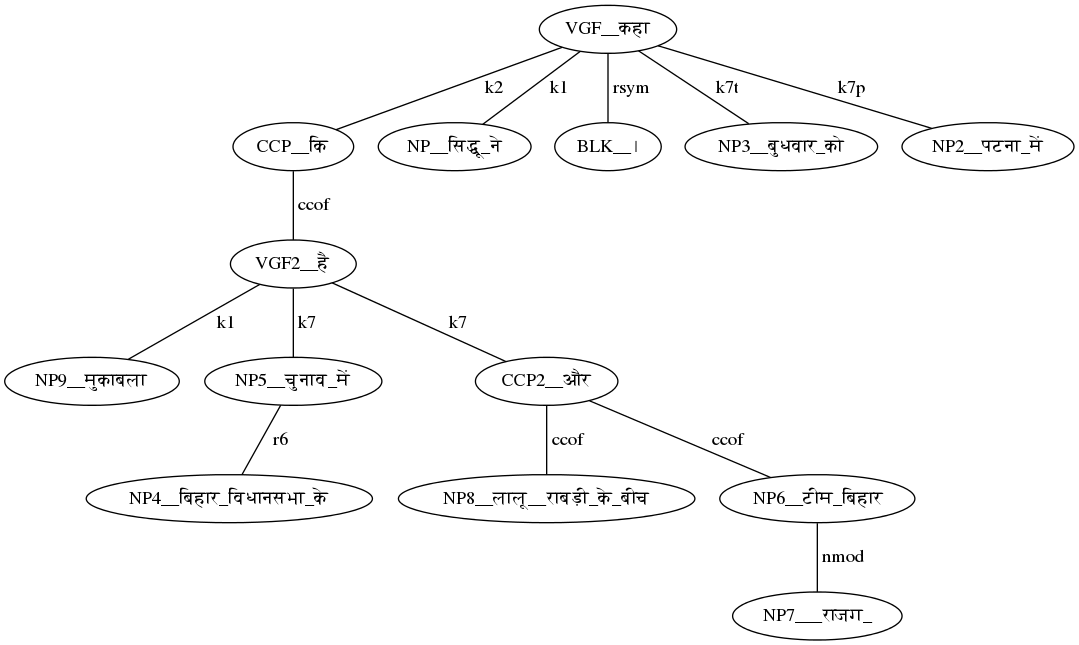 VGF__कहा
k2 k1 rsym k7t k7p
CCP__कि NP__सिद्धू_ने BLK__। NP3__बुधवार_को NP2__पटना_में
ccof
VGF2__है
k1 k7 k7
NP9__मुकाबला NP5__चुनाव_में CCP2__और
r6 ccof ccof
NP4__बिहार_विधानसभा_के NP8__लालू__राबड़ी_के_बीच NP6__टीम_बिहार
nmod
NP7___राजग_